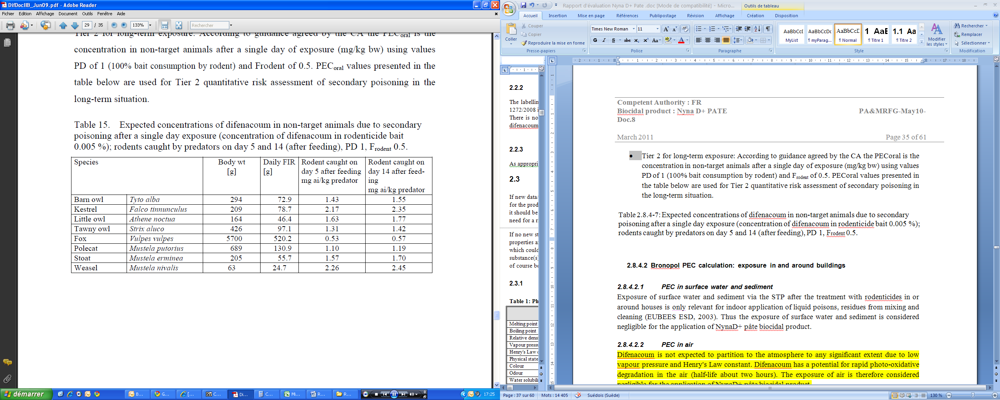 DifDocIIB_Jun09.pdf - Adobe Reader
Fichier Edition Affichage Document Outils Fenêtre Aide
29 / 35 133% Rechercher
Tier 2 for long-term exposure. According to guidance agreed by the CA the PECoral is the
concentration in non-target animals after a single day of exposure (mg/kg bw) using values
PD of 1 (100% bait consumption by rodent) and Frodent of 0.5. PECoral values presented in the
table below are used for Tier 2 quantitative risk assessment of secondary poisoning in the
long-term situation.
Table 15. Expected concentrations of difenacoum in non-target animals due to secondary
poisoning after a single day exposure (concentration of difenacoum in rodenticide bait
0.005 %); rodents caught by predators on day 5 and 14 (after feeding), PD 1, Frodent 0.5.
Species Body wt Daily FIR Rodent caught on Rodent caught on
[g] [g] day 5 after feeding day 14 after feed-
mg ai/kg predator ing
mg ai/kg predator
Barn owl Tyto alba 294 72.9 1.43 1.55
Kestrel Falco tinnunculus 209 78.7 2.17 2.35
Little owl Athene noctua 164 46.4 1.63 1.77
Tawny owl Strix aluco 426 97.1 1.31 1.42
Fox Vulpes vulpes 5700 520.2 0.53 0.57
Polecat Mustela putorius 689 130.9 1.10 1.19
Stoat Mustela erminea 205 55.7 1.57 1.70
Weasel Mustela nivalis 63 24.7 2.26 2.45
démarrer B... G... [... C... Di... C... Mi... R... R... 17:25
Rapport d'évaluation Nyna D+ Pate .doc [Mode de compatibilité] - Micro... Outils de tableau
Accueil Insertion Mise en page Références Publipostage Révision Affichage Création Disposition
Coller
Couper
Copier
Reproduire la mise en forme
Presse-papiers
Times New Roman 11
G I S abc x₂ x² Aa
Police
Paragraphe
AaBbCcI AaBbCcDc AaBbCcI 1 AaE 1.1 Aa
MyList ¶ myParag... ¶ Normal ¶ Titre 1 ¶ Titre 2
Modifier
les styles
Style
Rechercher
Remplacer
Sélectionner
Modification
2.2.2
The labellin
1272/2008 i
There is no
difenacoum
2.2.3
As appropri
2.3
If new data/
for the prod
it should be
need for a r
If no new st
properties a
which could
substance(s)
of course be
2.3.1
Table 1: Ph
Melting point
Boiling point
Relative dens
Vapour pressu
Henry's Law c
Physical state
Colour
Odour
Water solubili
Competent Authority : FR
Biocidal product : Nyna D+ PATE PA&MRFG-May10-
Doc.8
March 2011 Page 35 of 61
• Tier 2 for long-term exposure: According to guidance agreed by the CA the PECoral is the
concentration in non-target animals after a single day of exposure (mg/kg bw) using values
PD of 1 (100% bait consumption by rodent) and Frodent of 0.5. PECoral values presented in
the table below are used for Tier 2 quantitative risk assessment of secondary poisoning in
the long-term situation.
Table 2.8.4-7: Expected concentrations of difenacoum in non-target animals due to secondary
poisoning after a single day exposure (concentration of difenacoum in rodenticide bait 0.005 %);
rodents caught by predators on day 5 and 14 (after feeding), PD 1, Frodent 0.5.
2.8.4.2 Bronopol PEC calculation: exposure in and around buildings
2.8.4.2.1 PEC in surface water and sediment
Exposure of surface water and sediment via the STP after the treatment with rodenticides in or
around houses is only relevant for indoor application of liquid poisons, residues from mixing and
cleaning (EUBEES ESD, 2003). Thus the exposure of surface water and sediment is considered
negligible for the application of NynaD+ pâte biocidal product.
2.8.4.2.2 PEC in air
Difenacoum is not expected to partition to the atmosphere to any significant extent due to low
vapour pressure and Henry's Law constant. Difenacoum has a potential for rapid photo-oxidative
degradation in the air (half-life about two hours). The exposure of air is therefore considered
negligible for the application of NynaD+ pâte biocidal product.
Page : 37 sur 60 Mots : 14 405 Suédois (Suède) 130 %